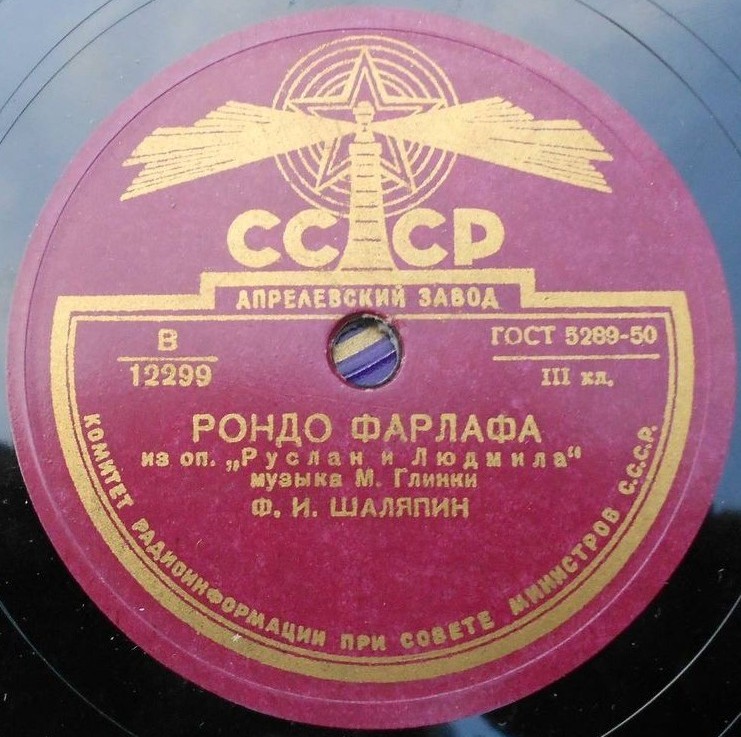 СССР
АПРЕЛЕВСКИЙ ЗАВОД
В
12299
ГОСТ 5289-50
III кл.
РОНДО ФАРЛАФА
из оп. „Руслан и Людмила“
музыка М. Глинки
Ф. И. ШАЛЯПИН
КОМИТЕТ РАДИОИНФОРМАЦИИ ПРИ СОВЕТЕ МИНИСТРОВ С.С.С.Р.